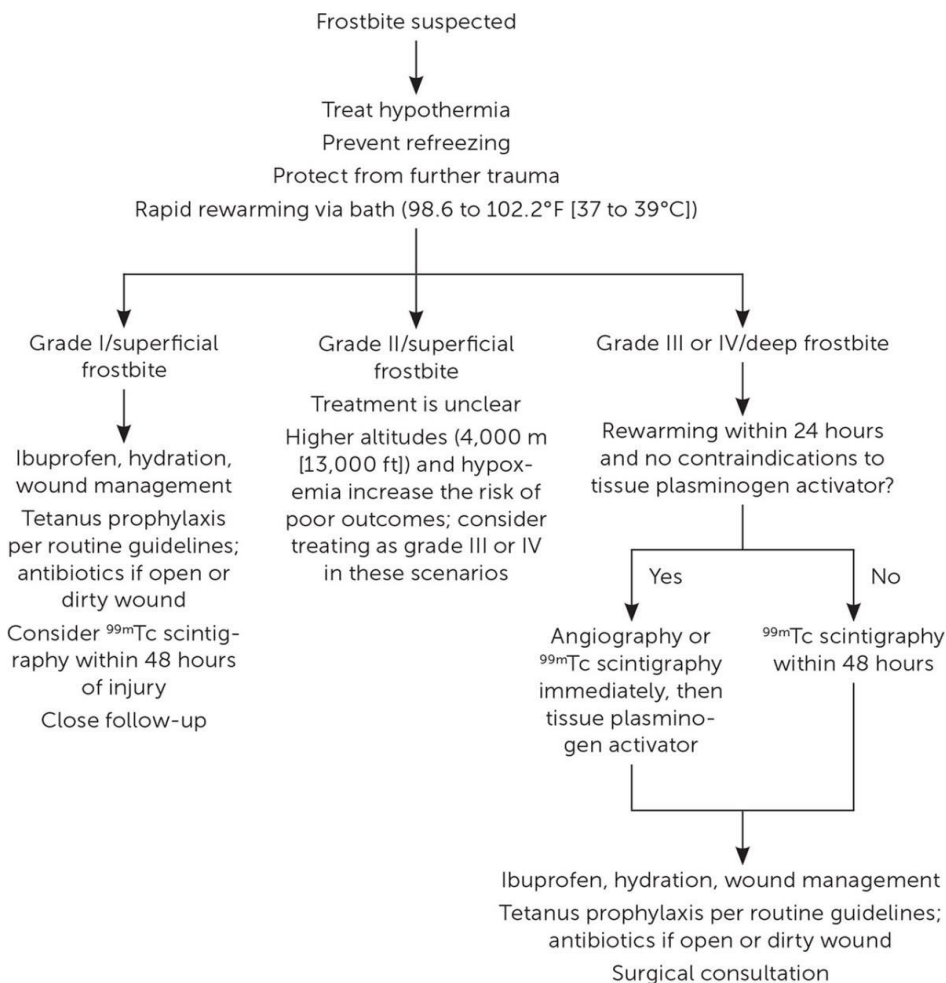 Frostbite suspected
Treat hypothermia
Prevent refreezing
Protect from further trauma
Rapid rewarming via bath (98.6 to 102.2°F [37 to 39°C])
Grade I/superficial
frostbite
Ibuprofen, hydration,
wound management
Tetanus prophylaxis
per routine guidelines;
antibiotics if open or
dirty wound
Consider ⁹⁹ᵐTc scintig-
raphy within 48 hours
of injury
Close follow-up
Grade II/superficial
frostbite
Treatment is unclear
Higher altitudes (4,000 m
[13,000 ft]) and hypox-
emia increase the risk of
poor outcomes; consider
treating as grade III or IV
in these scenarios
Grade III or IV/deep frostbite
Rewarming within 24 hours
and no contraindications to
tissue plasminogen activator?
Yes
Angiography or
⁹⁹ᵐTc scintigraphy
immediately, then
tissue plasmino-
gen activator
No
⁹⁹ᵐTc scintigraphy
within 48 hours
Ibuprofen, hydration, wound management
Tetanus prophylaxis per routine guidelines;
antibiotics if open or dirty wound
Surgical consultation